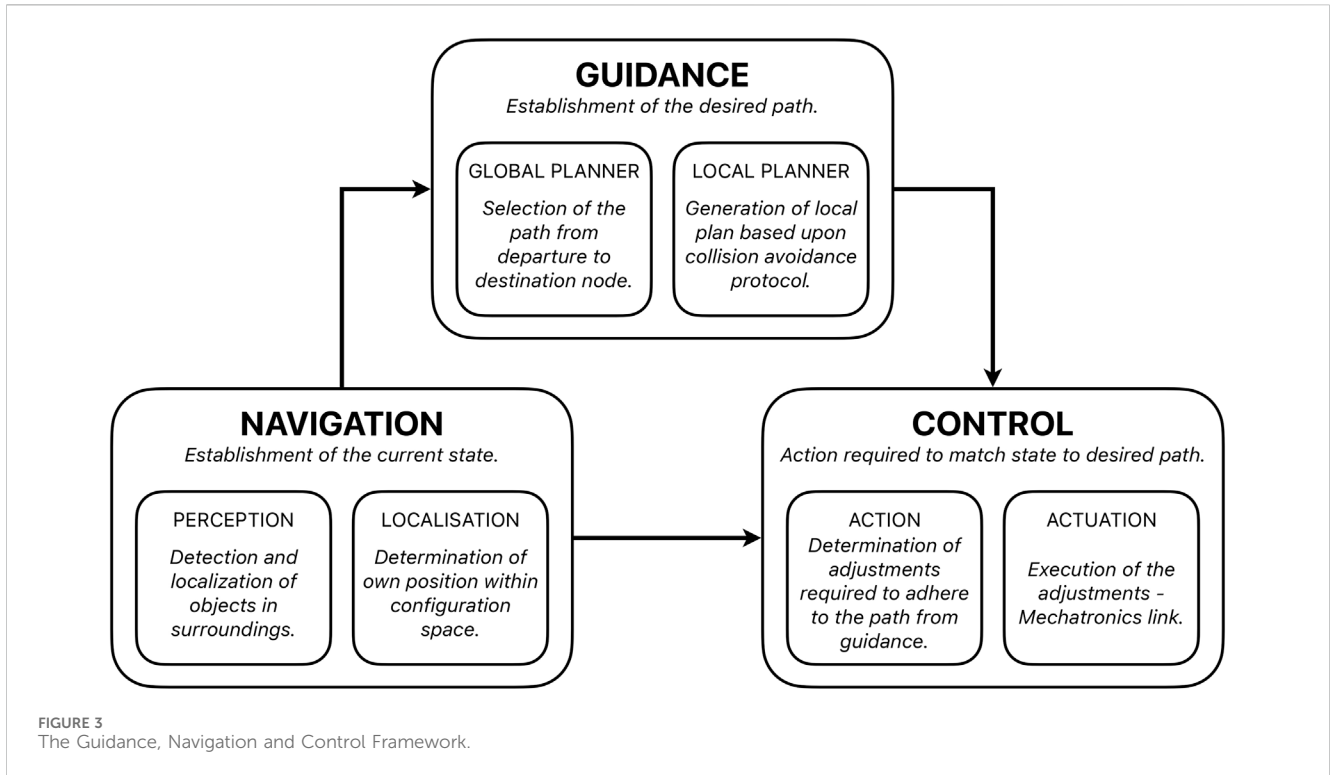 GUIDANCE
Establishment of the desired path.
GLOBAL PLANNER
Selection of the
path from
departure to
destination node.
LOCAL PLANNER
Generation of local
plan based upon
collision avoidance
protocol.
NAVIGATION
Establishment of the current state.
PERCEPTION
Detection and
localization of
objects in
surroundings.
LOCALISATION
Determination of
own position within
configuration
space.
CONTROL
Action required to match state to desired path.
ACTION
Determination of
adjustments
required to adhere
to the path from
guidance.
ACTUATION
Execution of the
adjustments -
Mechatronics link.
FIGURE 3
The Guidance, Navigation and Control Framework.